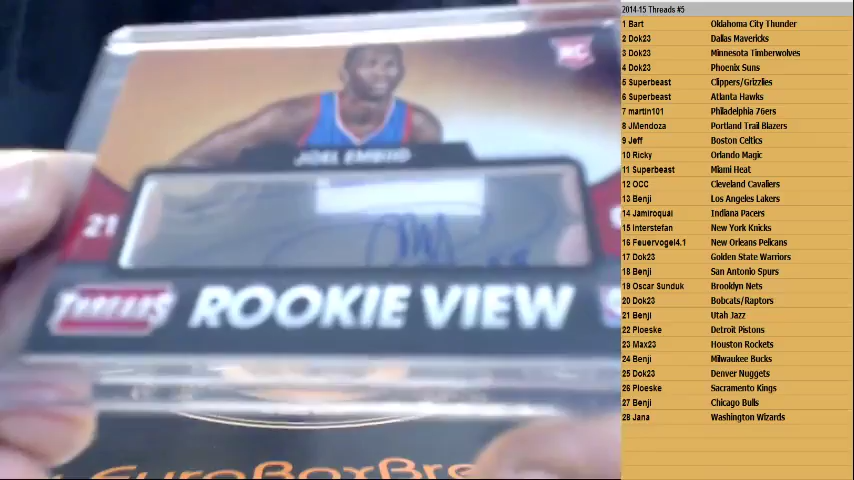 RC
JOEL EMBIID
21
THREADS
ROOKIE VIEW
EuroBoxBre
2014-15 Threads #5
1 Bart Oklahoma City Thunder
2 Dok23 Dallas Mavericks
3 Dok23 Minnesota Timberwolves
4 Dok23 Phoenix Suns
5 Superbeast Clippers/Grizzlies
6 Superbeast Atlanta Hawks
7 martin101 Philadelphia 76ers
8 JMendoza Portland Trail Blazers
9 Jeff Boston Celtics
10 Ricky Orlando Magic
11 Superbeast Miami Heat
12 OCC Cleveland Cavaliers
13 Benji Los Angeles Lakers
14 Jamiroquai Indiana Pacers
15 Interstefan New York Knicks
16 Feuervogel4.1 New Orleans Pelicans
17 Dok23 Golden State Warriors
18 Benji San Antonio Spurs
19 Oscar Sunduk Brooklyn Nets
20 Dok23 Bobcats/Raptors
21 Benji Utah Jazz
22 Ploeske Detroit Pistons
23 Max23 Houston Rockets
24 Benji Milwaukee Bucks
25 Dok23 Denver Nuggets
26 Ploeske Sacramento Kings
27 Benji Chicago Bulls
28 Jana Washington Wizards